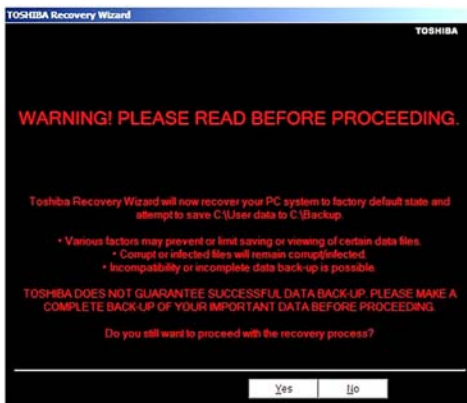 TOSHIBA Recovery Wizard
TOSHIBA
WARNING! PLEASE READ BEFORE PROCEEDING.
Toshiba Recovery Wizard will now recover your PC system to factory default state and
attempt to save C:\User data to C:\Backup.
• Various factors may prevent or limit saving or viewing of certain data files.
• Corrupt or infected files will remain corrupt/infected.
• Incompatibility or incomplete data back-up is possible.
TOSHIBA DOES NOT GUARANTEE SUCCESSFUL DATA BACK-UP. PLEASE MAKE A
COMPLETE BACK-UP OF YOUR IMPORTANT DATA BEFORE PROCEEDING.
Do you still want to proceed with the recovery process?
Yes
No